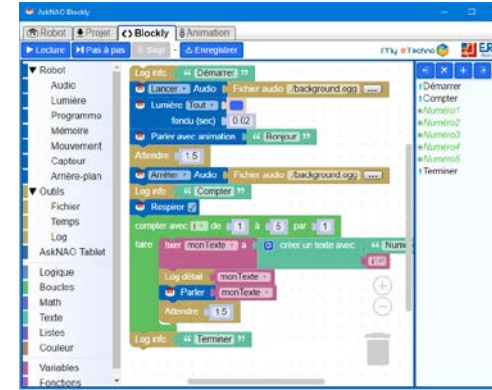 AskNAO Blockly
Robot Projet Blockly Animation
Lecture Pas à pas Stop Enregistrer
my eTechno
Robot
Audio
Lumière
Programme
Mémoire
Mouvement
Capteur
Arrière-plan
Outils
Fichier
Temps
Log
AskNAO Tablet
Logique
Boucles
Math
Texte
Listes
Couleur
Variables
Fonctions
Log info “ Démarrer ”
Lancer Audio Fichier audio ./background.ogg ...
Lumière Tout
fondu (sec) 0.02
Parler avec animation “ Bonjour ”
Attendre 1.5
Arrêter Audio Fichier audio ./background.ogg ...
Log info “ Compter ”
Respirer
compter avec i de 1 à 5 par 1
faire fixer monTexte à créer un texte avec “ Numé
i
Log détail monTexte
Parler monTexte
Attendre 1.5
Log info “ Terminer ”
Démarrer
Compter
Numéro1
Numéro2
Numéro3
Numéro4
Numéro5
Terminer